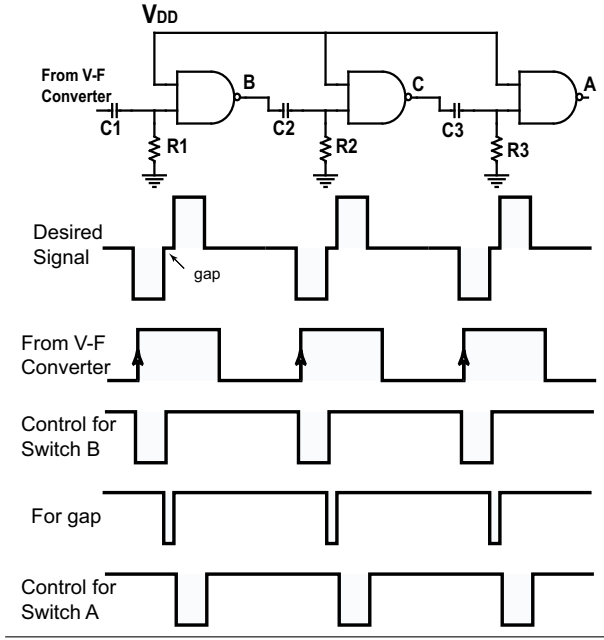 VDD
From V-F
Converter
B
C
A
C1
R1
C2
R2
C3
R3
Desired
Signal
gap
From V-F
Converter
Control for
Switch B
For gap
Control for
Switch A